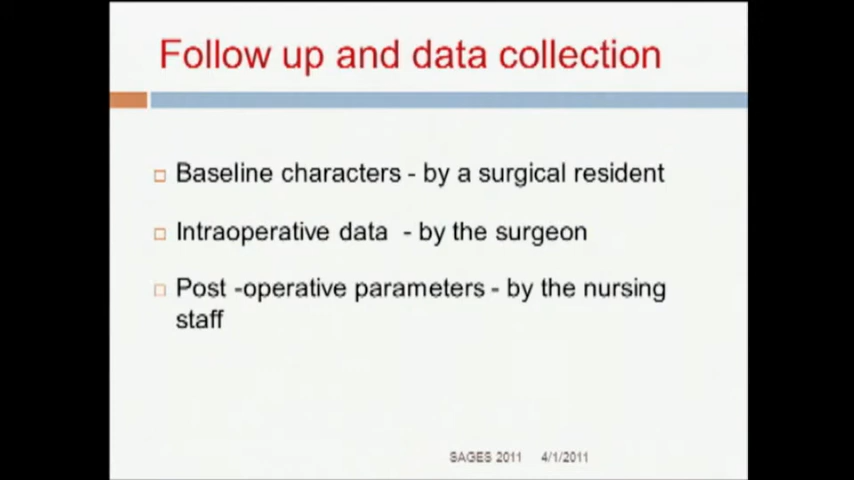 Follow up and data collection
Baseline characters - by a surgical resident
Intraoperative data  - by the surgeon
Post -operative parameters - by the nursing
staff
SAGES 2011   4/1/2011